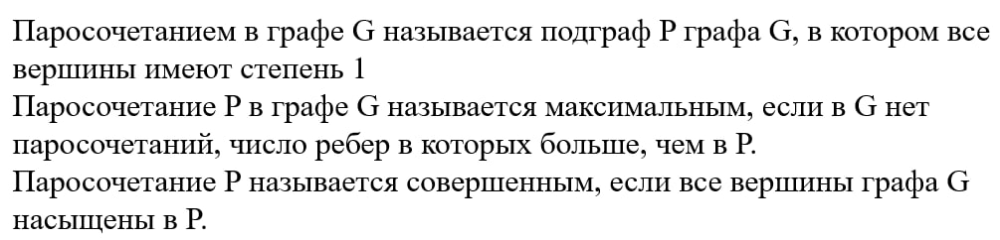 Паросочетанием в графе G называется подграф P графа G, в котором все
вершины имеют степень 1
Паросочетание P в графе G называется максимальным, если в G нет
паросочетаний, число ребер в которых больше, чем в P.
Паросочетание P называется совершенным, если все вершины графа G
насыщены в P.